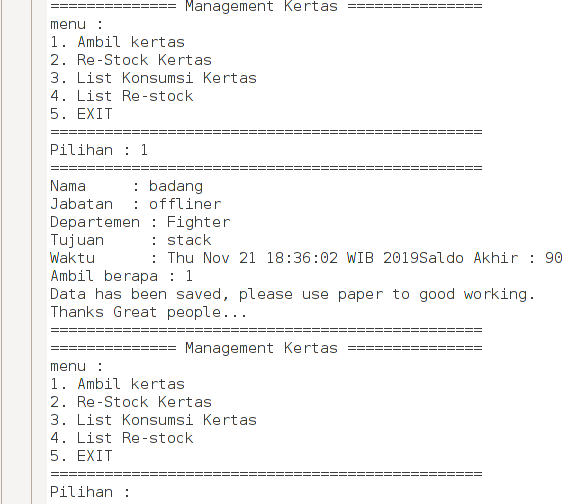 ============== Management Kertas ===============
menu :
1. Ambil kertas
2. Re-Stock Kertas
3. List Konsumsi Kertas
4. List Re-stock
5. EXIT
================================================
Pilihan : 1
================================================
Nama     : badang
Jabatan  : offliner
Departemen : Fighter
Tujuan     : stack
Waktu      : Thu Nov 21 18:36:02 WIB 2019Saldo Akhir : 90
Ambil berapa : 1
Data has been saved, please use paper to good working.
Thanks Great people...
================================================
============== Management Kertas ===============
menu :
1. Ambil kertas
2. Re-Stock Kertas
3. List Konsumsi Kertas
4. List Re-stock
5. EXIT
================================================
Pilihan :